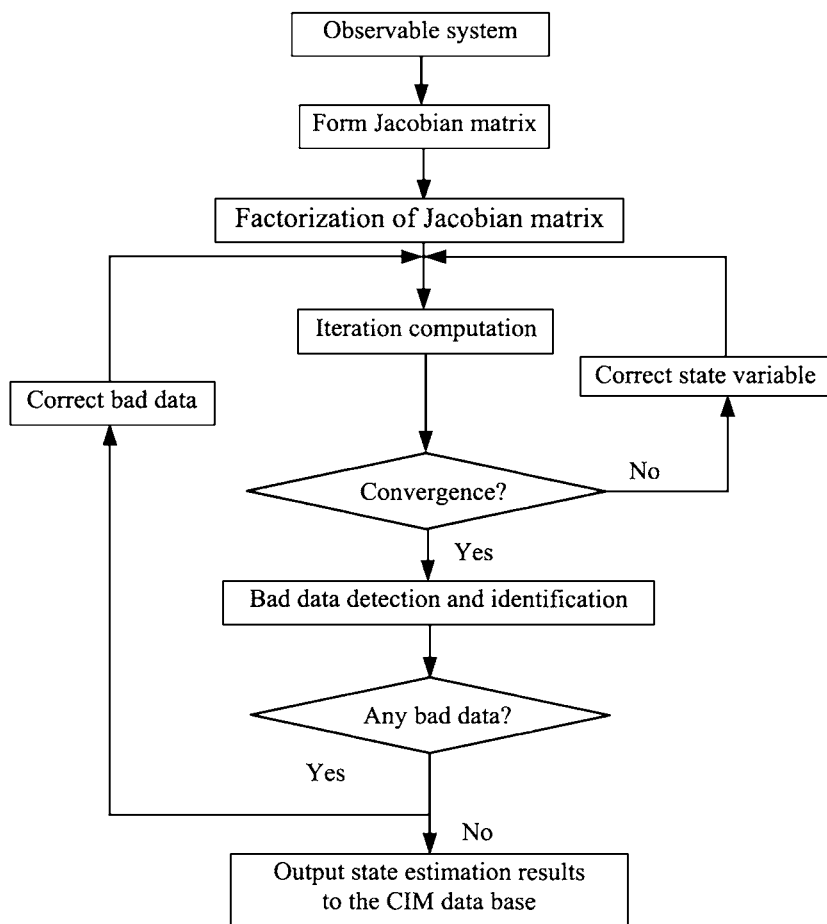 Observable system
Form Jacobian matrix
Factorization of Jacobian matrix
Iteration computation
Correct state variable
Correct bad data
No
Convergence?
Yes
Bad data detection and identification
Any bad data?
Yes
No
Output state estimation results
to the CIM data base